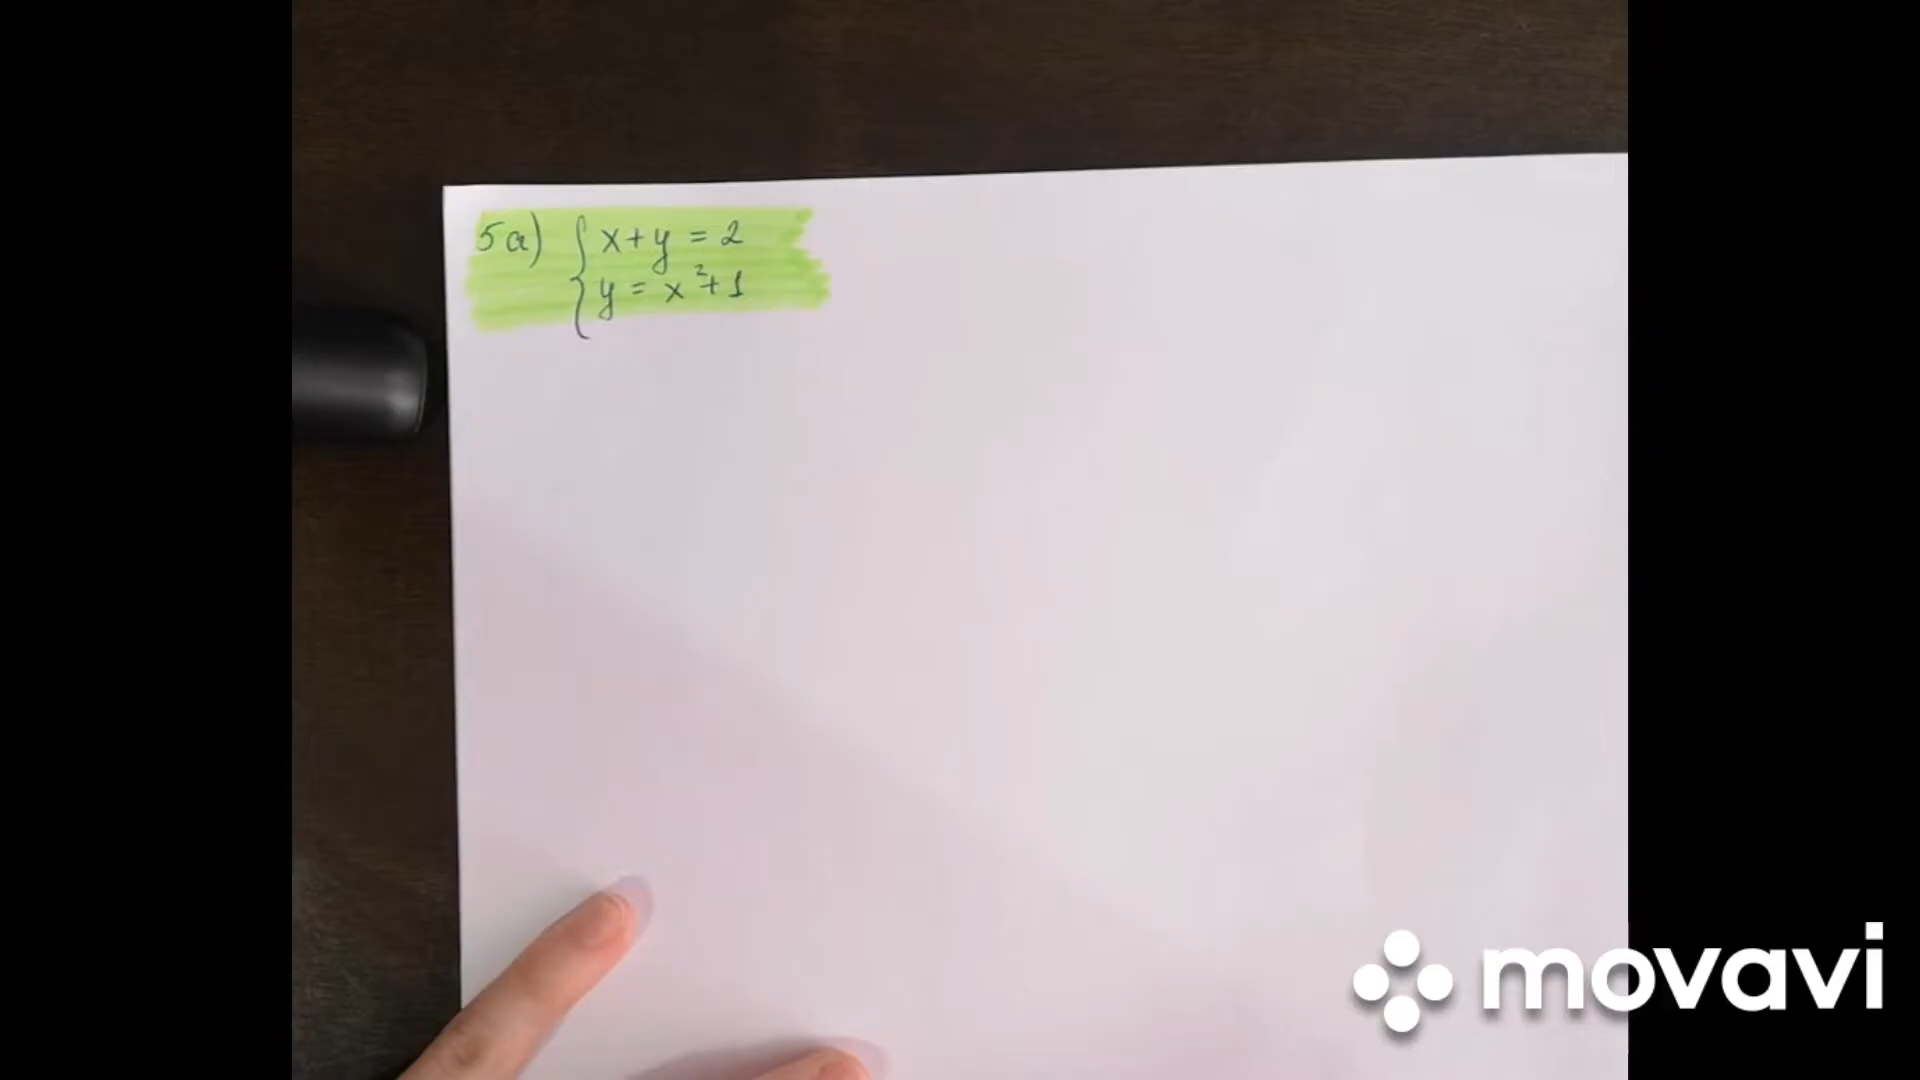 5a) { x + y = 2
y = x² + 1
movavi